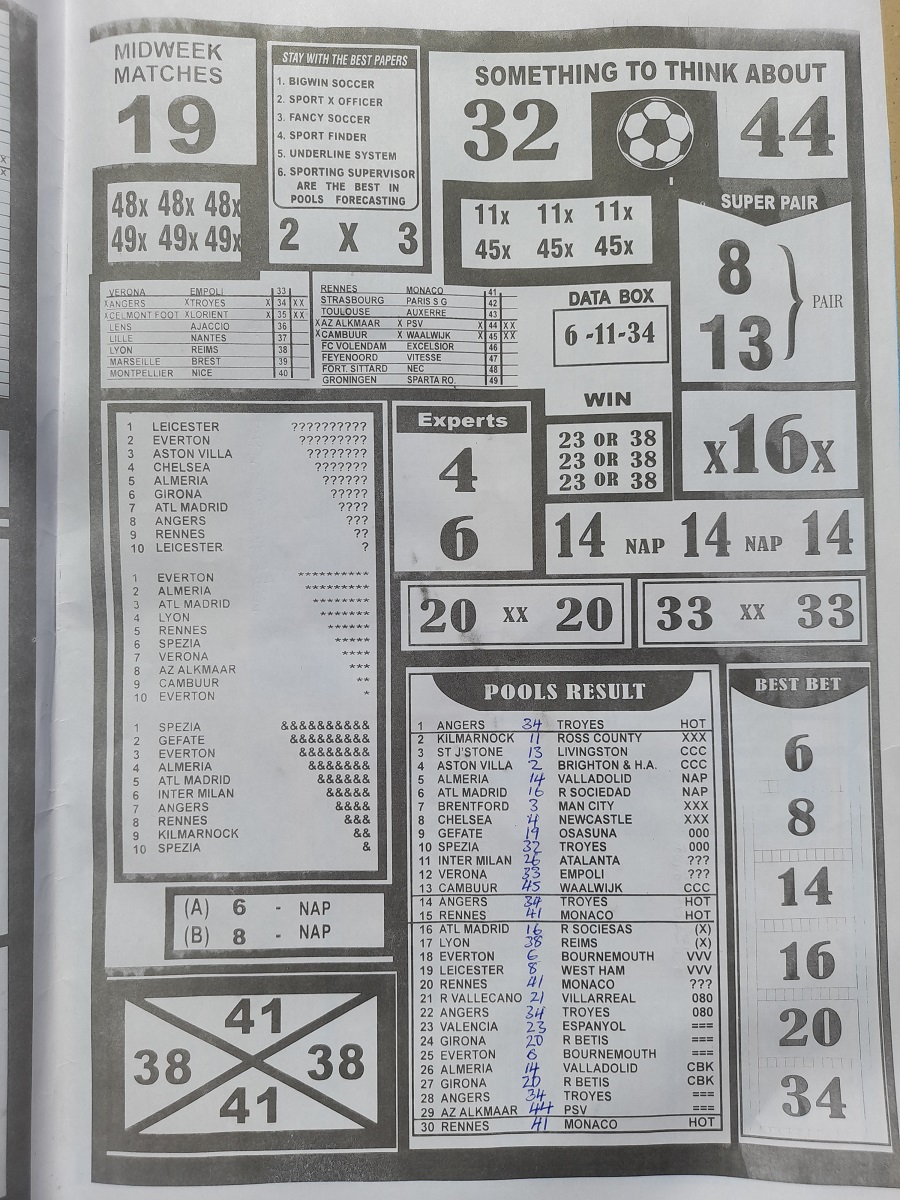 MIDWEEK
MATCHES
19
STAY WITH THE BEST PAPERS
1. BIGWIN SOCCER
2. SPORT X OFFICER
3. FANCY SOCCER
4. SPORT FINDER
5. UNDERLINE SYSTEM
6. SPORTING SUPERVISOR
ARE THE BEST IN
POOLS FORECASTING
2 X 3
SOMETHING TO THINK ABOUT
32 44
48x 48x 48x
49x 49x 49x
11x 11x 11x
45x 45x 45x
SUPER PAIR
8
13
PAIR
VERONA EMPOLI 33
X ANGERS X TROYES X 34 XX
X CELMONT FOOT X LORIENT X 35 XX
LENS AJACCIO 36
LILLE NANTES 37
LYON REIMS 38
MARSEILLE BREST 39
MONTPELLIER NICE 40
RENNES MONACO 41
STRASBOURG PARIS S G 42
TOULOUSE AUXERRE 43
X AZ ALKMAAR X PSV X 44 XX
X CAMBUUR X WAALWIJK X 45 XX
FC VOLENDAM EXCELSIOR 46
FEYENOORD VITESSE 47
FORT. SITTARD NEC 48
GRONINGEN SPARTA RO. 49
DATA BOX
6 -11-34
WIN
23 OR 38
23 OR 38
23 OR 38
x16x
1 LEICESTER ??????????
2 EVERTON ?????????
3 ASTON VILLA ????????
4 CHELSEA ???????
5 ALMERIA ??????
6 GIRONA ?????
7 ATL MADRID ????
8 ANGERS ???
9 RENNES ??
10 LEICESTER ?
1 EVERTON **********
2 ALMERIA *********
3 ATL MADRID ********
4 LYON *******
5 RENNES ******
6 SPEZIA *****
7 VERONA ****
8 AZ ALKMAAR ***
9 CAMBUUR **
10 EVERTON *
1 SPEZIA &&&&&&&&&&
2 GEFATE &&&&&&&&&
3 EVERTON &&&&&&&&
4 ALMERIA &&&&&&&
5 ATL MADRID &&&&&&
6 INTER MILAN &&&&&
7 ANGERS &&&&
8 RENNES &&&
9 KILMARNOCK &&
10 SPEZIA &
Experts
4
6
14 NAP 14 NAP 14
20 XX 20
33 XX 33
(A) 6 - NAP
(B) 8 - NAP
41
38 38
41
POOLS RESULT
1 ANGERS 34 TROYES HOT
2 KILMARNOCK 11 ROSS COUNTY XXX
3 ST J'STONE 13 LIVINGSTON CCC
4 ASTON VILLA 2 BRIGHTON & H.A. CCC
5 ALMERIA 14 VALLADOLID NAP
6 ATL MADRID 16 R SOCIEDAD NAP
7 BRENTFORD 3 MAN CITY XXX
8 CHELSEA 4 NEWCASTLE XXX
9 GEFATE 19 OSASUNA 000
10 SPEZIA 32 TROYES 000
11 INTER MILAN 26 ATALANTA ???
12 VERONA 33 EMPOLI ???
13 CAMBUUR 45 WAALWIJK CCC
14 ANGERS 34 TROYES HOT
15 RENNES 41 MONACO HOT
16 ATL MADRID 16 R SOCIESAS (X)
17 LYON 38 REIMS (X)
18 EVERTON 6 BOURNEMOUTH VVV
19 LEICESTER 8 WEST HAM VVV
20 RENNES 41 MONACO ???
21 R VALLECANO 21 VILLARREAL 080
22 ANGERS 34 TROYES 080
23 VALENCIA 23 ESPANYOL ===
24 GIRONA 20 R BETIS ===
25 EVERTON 6 BOURNEMOUTH ===
26 ALMERIA 14 VALLADOLID CBK
27 GIRONA 20 R BETIS CBK
28 ANGERS 34 TROYES ===
29 AZ ALKMAAR 44 PSV ===
30 RENNES 41 MONACO HOT
BEST BET
6
8
14
16
20
34